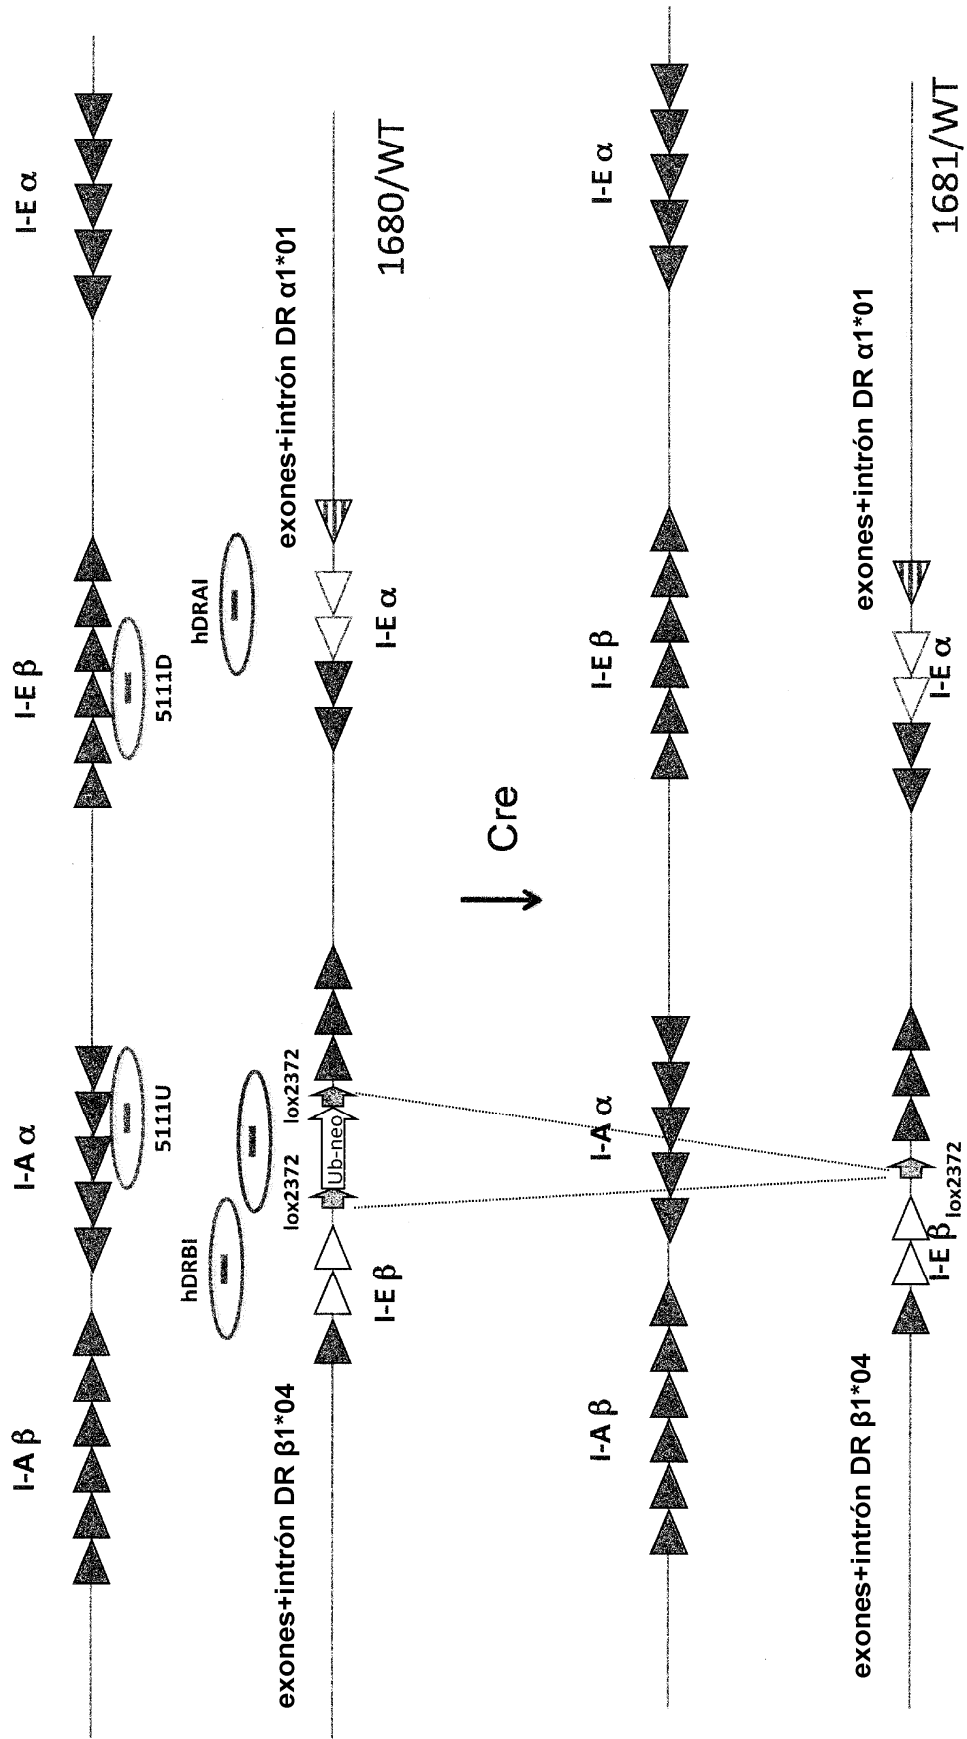 I-A β
I-A α
I-E β
I-E α
5111U
5111D
hDRBI
hDRAI
exones+intrón DR β1*04
lox2372
lox2372
exones+intrón DR α1*01
Ub-neo
I-E β
I-E α
1680/WT
Cre
I-A β
I-A α
I-E β
I-E α
exones+intrón DR β1*04
exones+intrón DR α1*01
I-E β
lox2372
I-E α
1681/WT